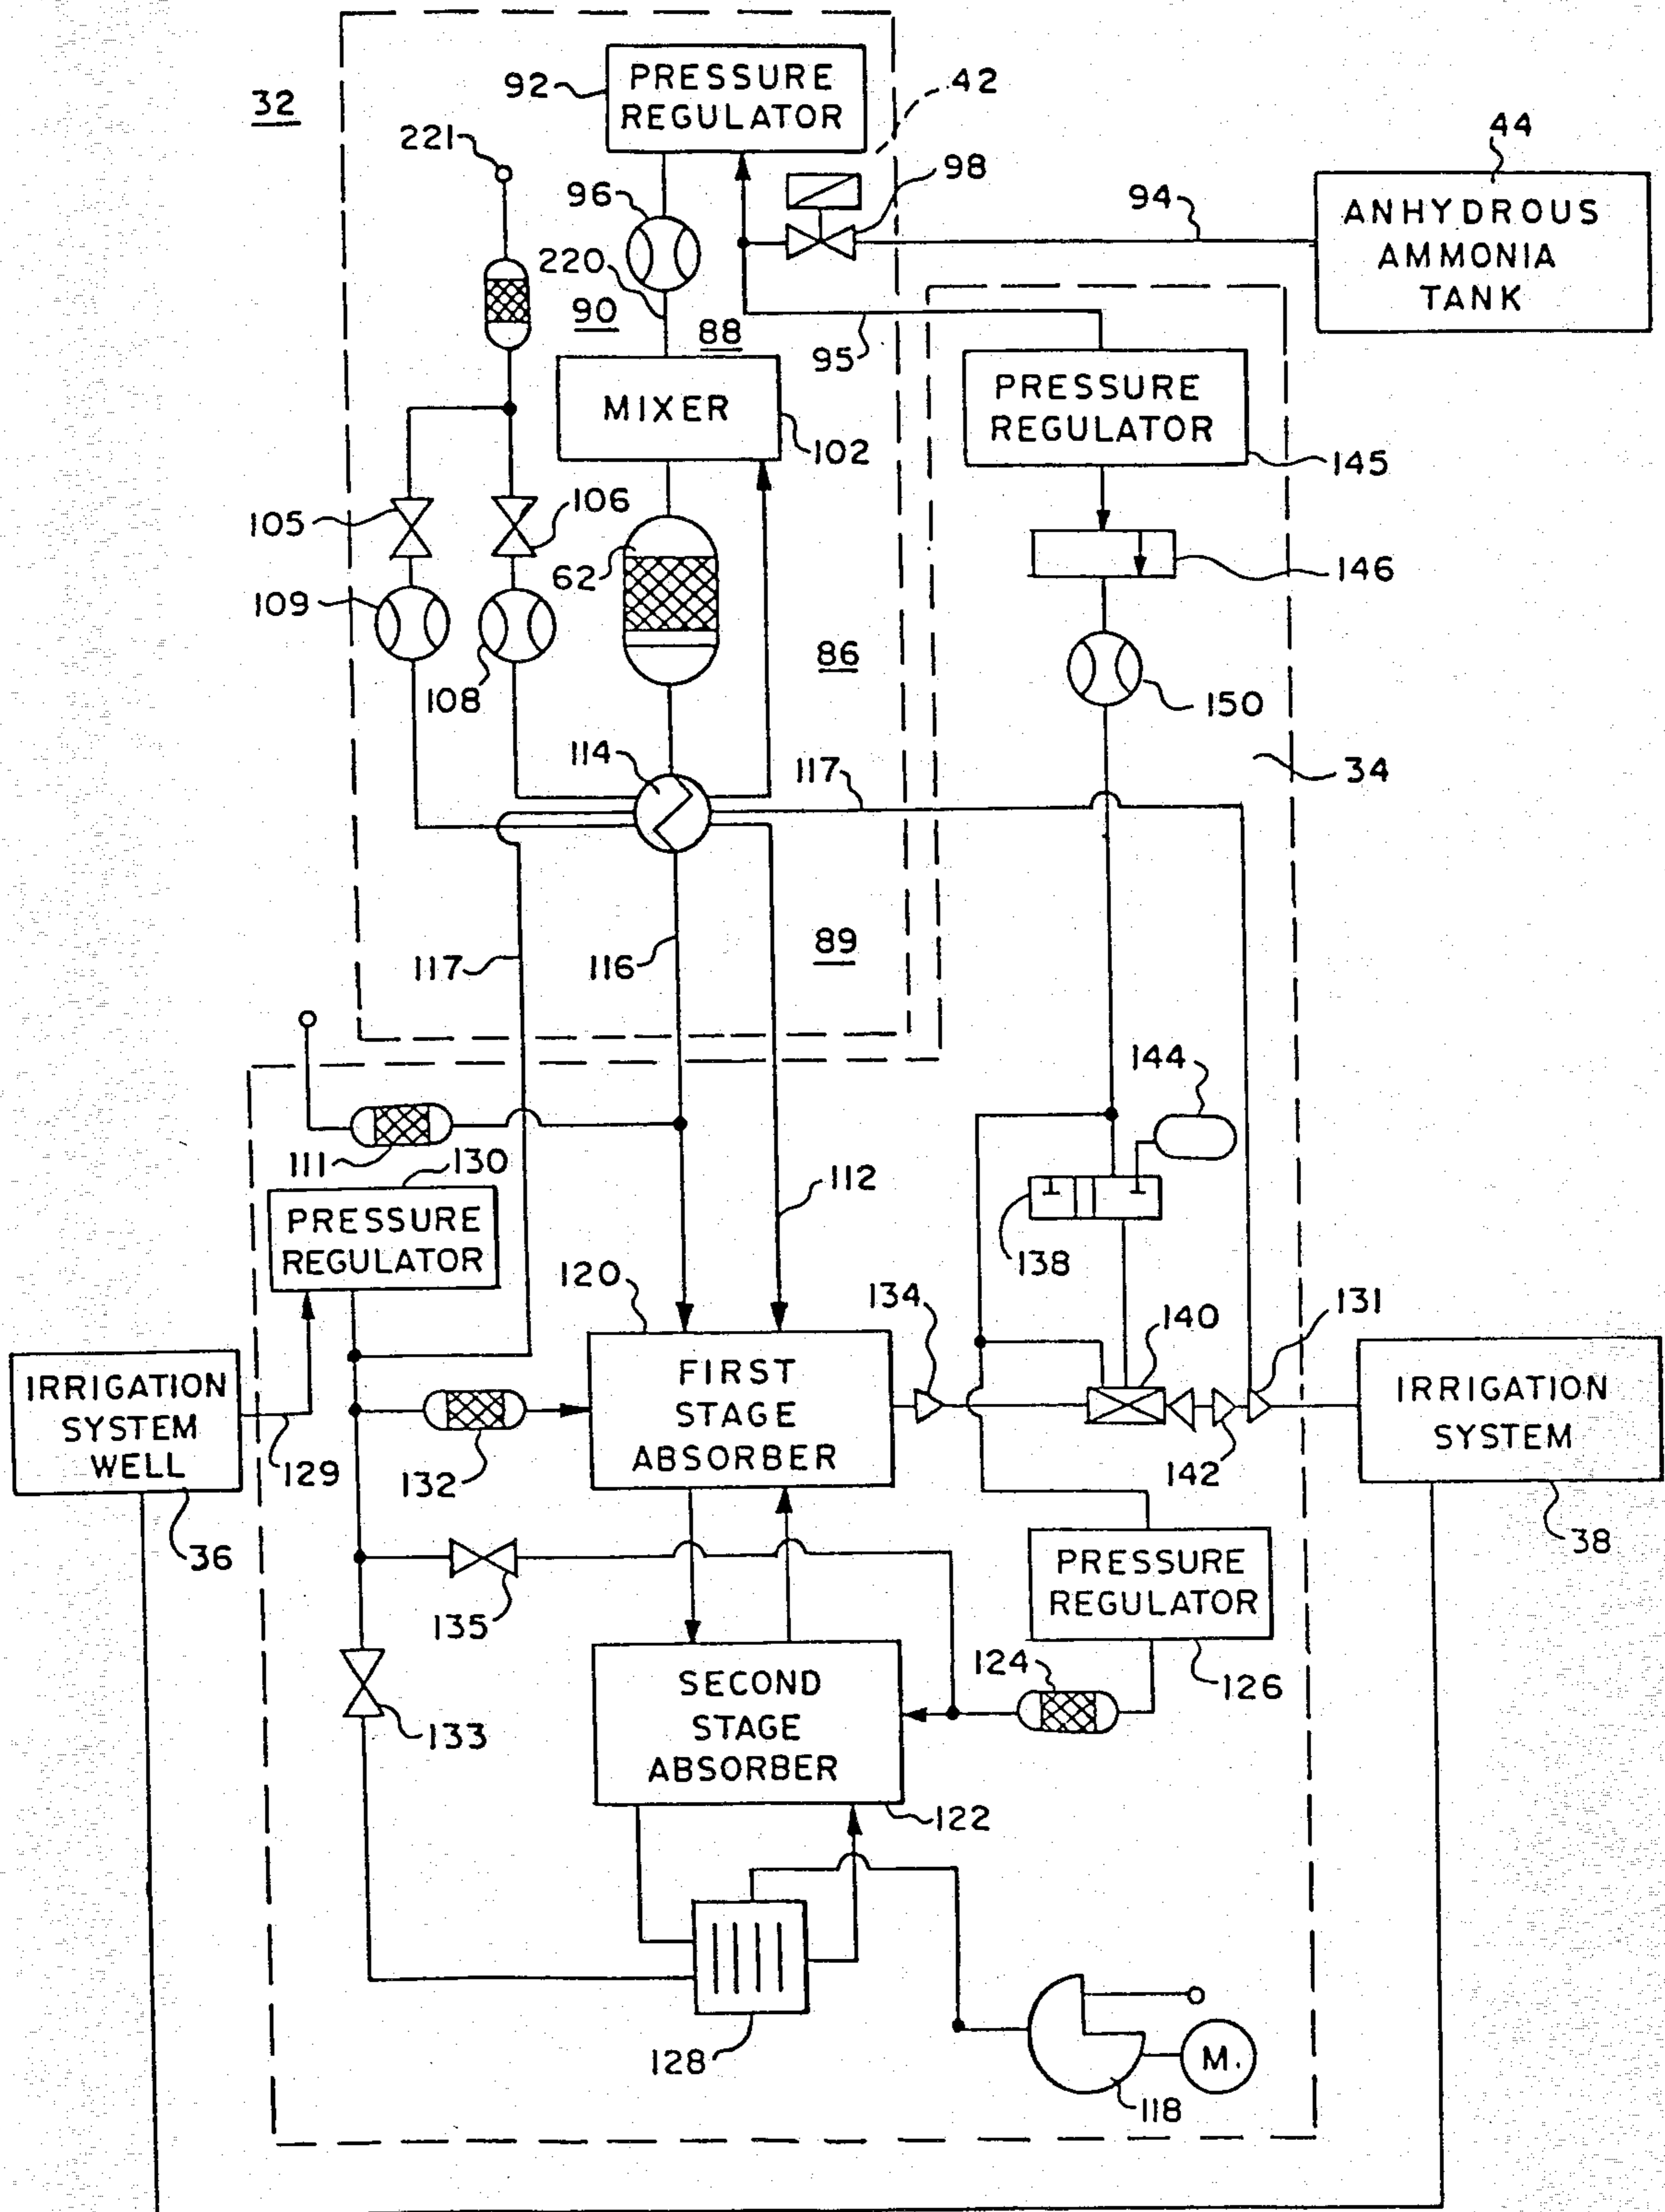 32
92
PRESSURE
REGULATOR
42
44
221
96
98
94
ANHYDROUS
AMMONIA
TANK
220
90
88
95
MIXER
102
PRESSURE
REGULATOR
145
105
106
62
146
109
108
86
150
114
117
34
117
116
89
144
111
130
112
PRESSURE
REGULATOR
138
120
134
140
131
IRRIGATION
SYSTEM
WELL
FIRST
STAGE
ABSORBER
IRRIGATION
SYSTEM
129
132
142
36
38
135
PRESSURE
REGULATOR
124
126
SECOND
STAGE
ABSORBER
133
122
128
M.
118